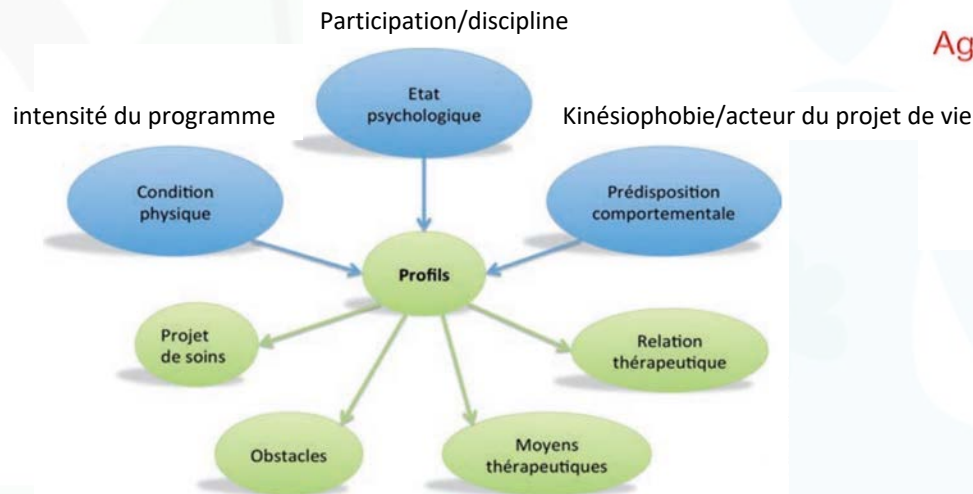 Participation/discipline
Ag
intensité du programme
Etat
psychologique
Kinésiophobie/acteur du projet de vie
Condition
physique
Prédisposition
comportementale
Profils
Projet
de soins
Relation
thérapeutique
Obstacles
Moyens
thérapeutiques